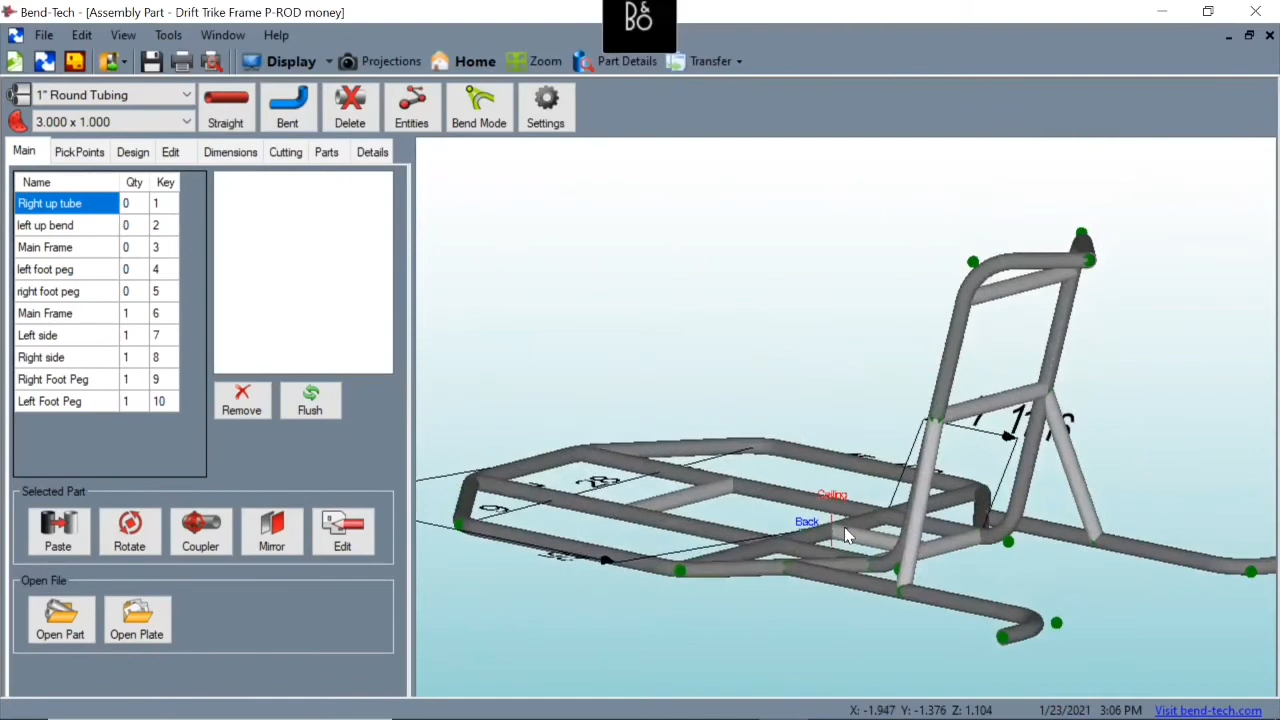 Bend-Tech - [Assembly Part - Drift Trike Frame P-ROD money]
B&O
File Edit View Tools Window Help
Display Projections Home Zoom Part Details Transfer
1" Round Tubing
3.000 x 1.000
Straight Bent Delete Entities Bend Mode Settings
Main PickPoints Design Edit Dimensions Cutting Parts Details
Name Qty Key
Right up tube 0 1
left up bend 0 2
Main Frame 0 3
left foot peg 0 4
right foot peg 0 5
Main Frame 1 6
Left side 1 7
Right side 1 8
Right Foot Peg 1 9
Left Foot Peg 1 10
Remove Flush
Selected Part
Paste Rotate Coupler Mirror Edit
Open File
Open Part Open Plate
28
9
Ceiling
Back
X: -1.947 Y: -1.376 Z: 1.104 1/23/2021 3:06 PM Visit bend-tech.com